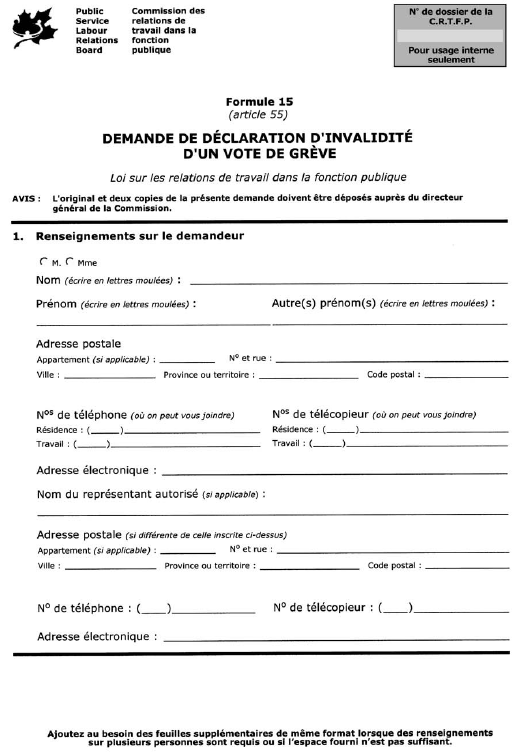 Public Service Labour Relations Board
Commission des relations de travail dans la fonction publique
N° de dossier de la
C.R.T.F.P.
Pour usage interne
seulement
Formule 15
(article 55)
DEMANDE DE DÉCLARATION D'INVALIDITÉ
D'UN VOTE DE GRÈVE
Loi sur les relations de travail dans la fonction publique
AVIS : L'original et deux copies de la présente demande doivent être déposés auprès du directeur
général de la Commission.
1. Renseignements sur le demandeur
M. Mme
Nom (écrire en lettres moulées) :
Prénom (écrire en lettres moulées) : Autre(s) prénom(s) (écrire en lettres moulées) :
Adresse postale
Appartement (si applicable) : N° et rue :
Ville : Province ou territoire : Code postal :
Nos de téléphone (où on peut vous joindre) Nos de télécopieur (où on peut vous joindre)
Résidence : ( ) Résidence : ( )
Travail : ( ) Travail : ( )
Adresse électronique :
Nom du représentant autorisé (si applicable) :
Adresse postale (si différente de celle inscrite ci-dessus)
Appartement (si applicable) : N° et rue :
Ville : Province ou territoire : Code postal :
N° de téléphone : ( ) N° de télécopieur : ( )
Adresse électronique :
Ajoutez au besoin des feuilles supplémentaires de même format lorsque des renseignements
sur plusieurs personnes sont requis ou si l'espace fourni n'est pas suffisant.